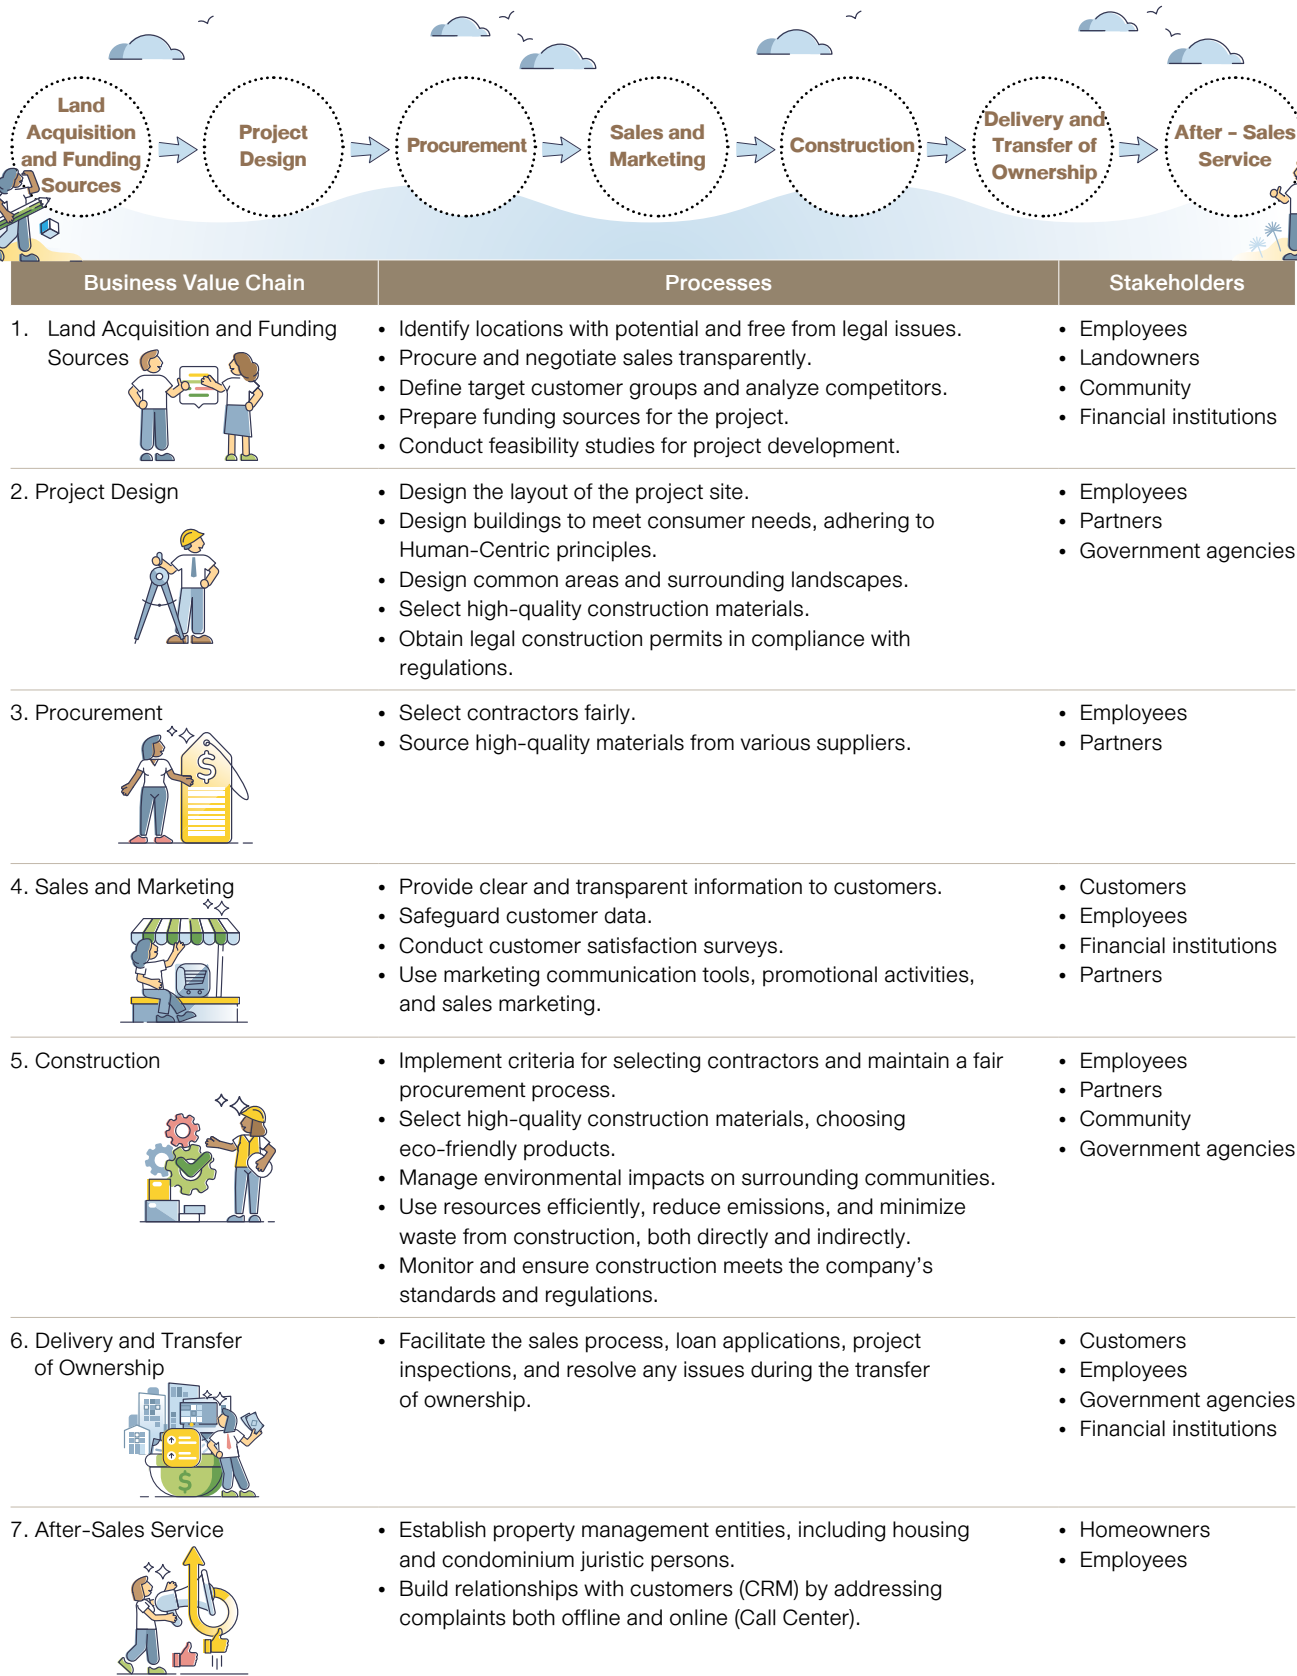 Land
Acquisition
and Funding
Sources
Project
Design
Procurement
Sales and
Marketing
Construction
Delivery and
Transfer of
Ownership
After - Sales
Service
Business Value Chain
Processes
Stakeholders
1. Land Acquisition and Funding
Sources
• Identify locations with potential and free from legal issues.
• Procure and negotiate sales transparently.
• Define target customer groups and analyze competitors.
• Prepare funding sources for the project.
• Conduct feasibility studies for project development.
• Employees
• Landowners
• Community
• Financial institutions
2. Project Design
• Design the layout of the project site.
• Design buildings to meet consumer needs, adhering to
Human-Centric principles.
• Design common areas and surrounding landscapes.
• Select high-quality construction materials.
• Obtain legal construction permits in compliance with
regulations.
• Employees
• Partners
• Government agencies
3. Procurement
• Select contractors fairly.
• Source high-quality materials from various suppliers.
• Employees
• Partners
$
4. Sales and Marketing
• Provide clear and transparent information to customers.
• Safeguard customer data.
• Conduct customer satisfaction surveys.
• Use marketing communication tools, promotional activities,
and sales marketing.
• Customers
• Employees
• Financial institutions
• Partners
5. Construction
• Implement criteria for selecting contractors and maintain a fair
procurement process.
• Select high-quality construction materials, choosing
eco-friendly products.
• Manage environmental impacts on surrounding communities.
• Use resources efficiently, reduce emissions, and minimize
waste from construction, both directly and indirectly.
• Monitor and ensure construction meets the company's
standards and regulations.
• Employees
• Partners
• Community
• Government agencies
6. Delivery and Transfer
of Ownership
• Facilitate the sales process, loan applications, project
inspections, and resolve any issues during the transfer
of ownership.
• Customers
• Employees
• Government agencies
• Financial institutions
$
7. After-Sales Service
• Establish property management entities, including housing
and condominium juristic persons.
• Build relationships with customers (CRM) by addressing
complaints both offline and online (Call Center).
• Homeowners
• Employees